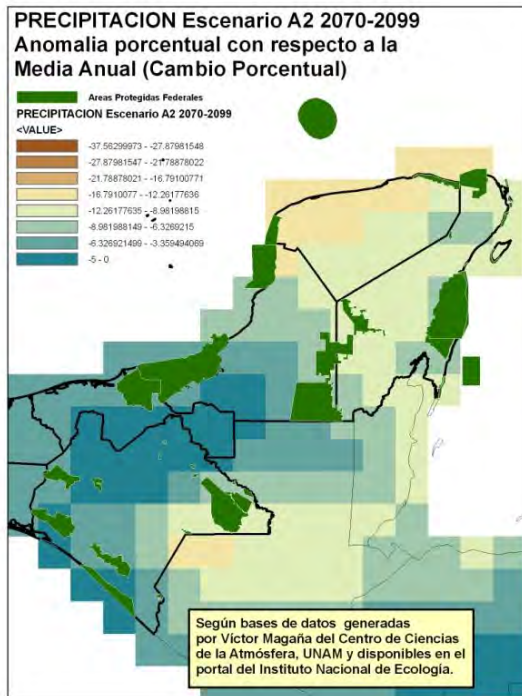 PRECIPITACION Escenario A2 2070-2099
Anomalia porcentual con respecto a la
Media Anual (Cambio Porcentual)
Areas Protegidas Federales
PRECIPITACION Escenario A2 2070-2099
<VALUE>
-37.56299973 - -27.87981548
-27.87981547 - -21.78878022
-21.78878021 - -16.79100771
-16.7910077 - -12.26177636
-12.26177635 - -8.98198815
-8.981988149 - -6.3269215
-6.326921499 - -3.359494069
-5 - 0
Según bases de datos generadas
por Víctor Magaña del Centro de Ciencias
de la Atmósfera, UNAM y disponibles en el
portal del Instituto Nacional de Ecología.